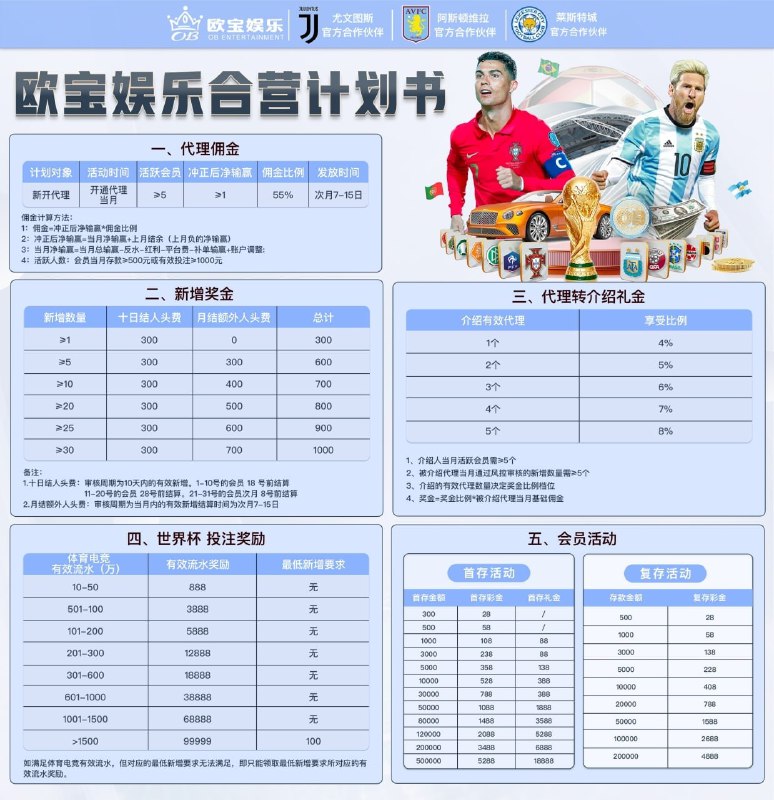 欧宝娱乐
OB ENTERTAINMENT
JUVENTUS
尤文图斯
官方合作伙伴
AVFC
阿斯顿维拉
官方合作伙伴
莱斯特城
官方合作伙伴
欧宝娱乐合营计划书
一、代理佣金
计划对象 活动时间 活跃会员 冲正后净输赢 佣金比例 发放时间
新开代理 开通代理当月 ≥5 ≥1 55% 次月7-15日
佣金计算方法:
1: 佣金=冲正后净输赢*佣金比例
2: 冲正后净输赢=当月净输赢+上月结余（上月负的净输赢）
3: 当月净输赢=当月总输赢-反水-红利-平台费-补单输赢+账户调整;
4: 活跃人数: 会员当月存款≥500元或有效投注≥1000元
10
二、新增奖金
新增数量 十日结人头费 月结额外人头费 总计
≥1 300 0 300
≥5 300 300 600
≥10 300 400 700
≥20 300 500 800
≥25 300 600 900
≥30 300 700 1000
备注:
1.十日结人头费: 审核周期为10天内的有效新增。1-10号的会员 18 号前结算
11-20号的会员 28号前结算。21-31号的会员次月 8号前结算
2.月结额外人头费: 审核周期为当月内的有效新增结算时间为次月7-15日
三、代理转介绍礼金
介绍有效代理 享受比例
1个 4%
2个 5%
3个 6%
4个 7%
5个 8%
1、介绍人当月活跃会员需≥5个
2、被介绍代理当月通过风控审核的新增数量需≥5个
3、介绍的有效代理数量决定奖金比例档位
4、奖金=奖金比例*被介绍代理当月基础佣金
四、世界杯 投注奖励
体育电竞有效流水（万） 有效流水奖励 最低新增要求
10-50 888 无
501-100 3888 无
101-200 5888 无
201-300 12888 无
301-600 18888 无
601-1000 38888 无
1001-1500 68888 无
>1500 99999 100
如满足体育电竞有效流水，但对应的最低新增要求无法满足，即只能领取最低新增要求所对应的有
效流水奖励。
五、会员活动
首存活动
首存金额 首存彩金 首存礼金
300 28 /
500 58 /
1000 108 88
3000 238 88
5000 358 138
10000 528 388
30000 788 388
50000 1088 1888
80000 1488 3588
120000 2088 5288
200000 3488 6888
500000 5288 18888
复存活动
存款金额 复存彩金
500 28
1000 58
3000 138
5000 228
10000 408
20000 788
50000 1588
100000 2688
200000 4888